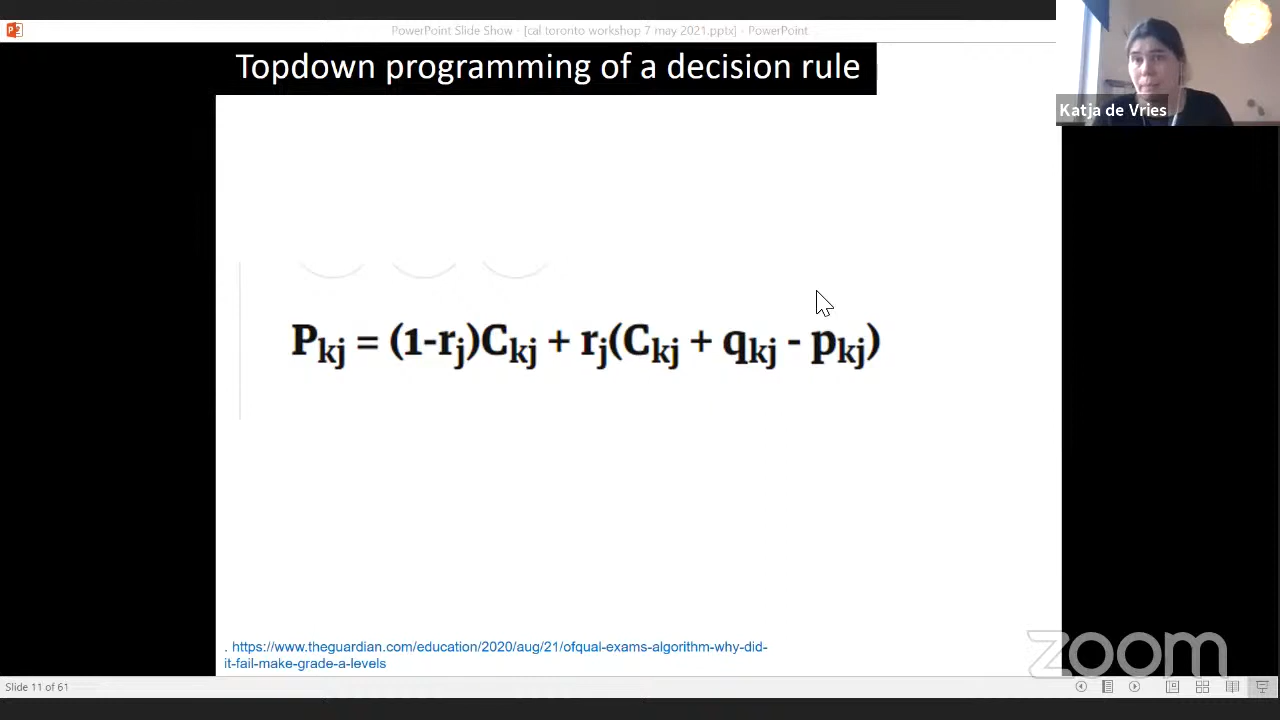 PowerPoint Slide Show - [cal toronto workshop 7 may 2021.pptx] - PowerPoint
Topdown programming of a decision rule
Katja de Vries
Pkj = (1-rj)Ckj + rj(Ckj + qkj - pkj)
. https://www.theguardian.com/education/2020/aug/21/ofqual-exams-algorithm-why-did-
it-fail-make-grade-a-levels
zoom
Slide 11 of 61